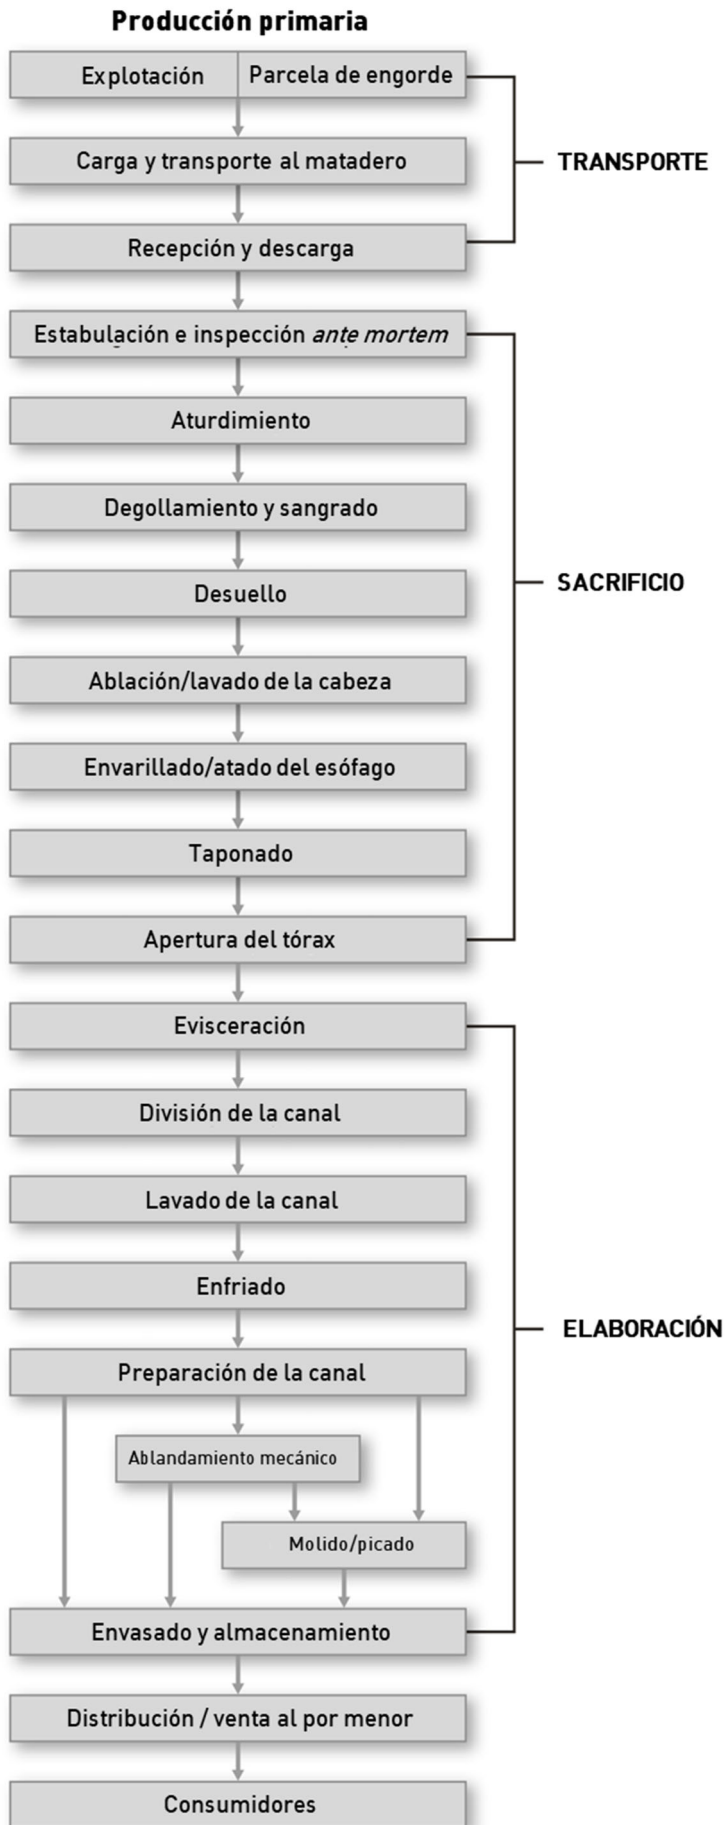 Producción primaria
Explotación
Parcela de engorde
Carga y transporte al matadero
TRANSPORTE
Recepción y descarga
Estabulación e inspección ante mortem
Aturdimiento
Degollamiento y sangrado
Desuello
SACRIFICIO
Ablación/lavado de la cabeza
Envarillado/atado del esófago
Taponado
Apertura del tórax
Evisceración
División de la canal
Lavado de la canal
Enfriado
ELABORACIÓN
Preparación de la canal
Ablandamiento mecánico
Molido/picado
Envasado y almacenamiento
Distribución / venta al por menor
Consumidores